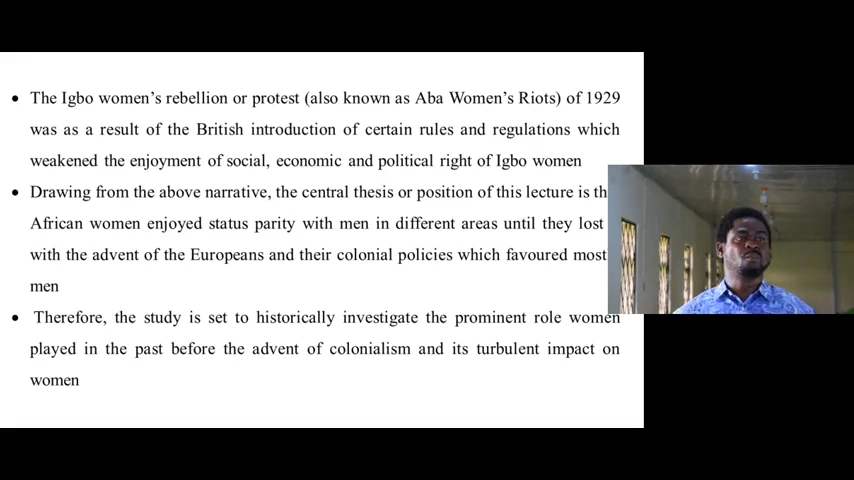 • The Igbo women's rebellion or protest (also known as Aba Women's Riots) of 1929
was as a result of the British introduction of certain rules and regulations which
weakened the enjoyment of social, economic and political right of Igbo women
• Drawing from the above narrative, the central thesis or position of this lecture is
African women enjoyed status parity with men in different areas until they lost
with the advent of the Europeans and their colonial policies which favoured most
men
• Therefore, the study is set to historically investigate the prominent role women
played in the past before the advent of colonialism and its turbulent impact on
women